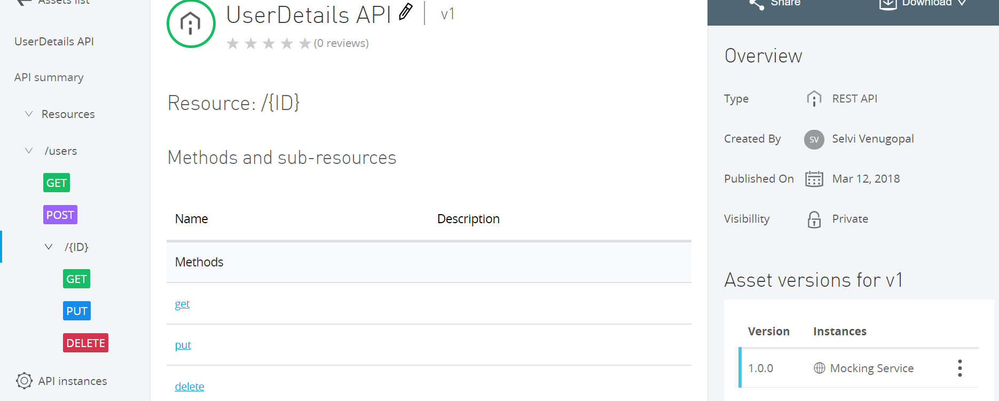 Assets list
UserDetails API
API summary
Resources
/users
GET
POST
/{ID}
GET
PUT
DELETE
API instances
UserDetails API
v1
(0 reviews)
Resource: /{ID}
Methods and sub-resources
Name Description
Methods
get
put
delete
Share Download
Overview
Type REST API
Created By SV Selvi Venugopal
Published On Mar 12, 2018
Visibillity Private
Asset versions for v1
Version Instances
1.0.0 Mocking Service